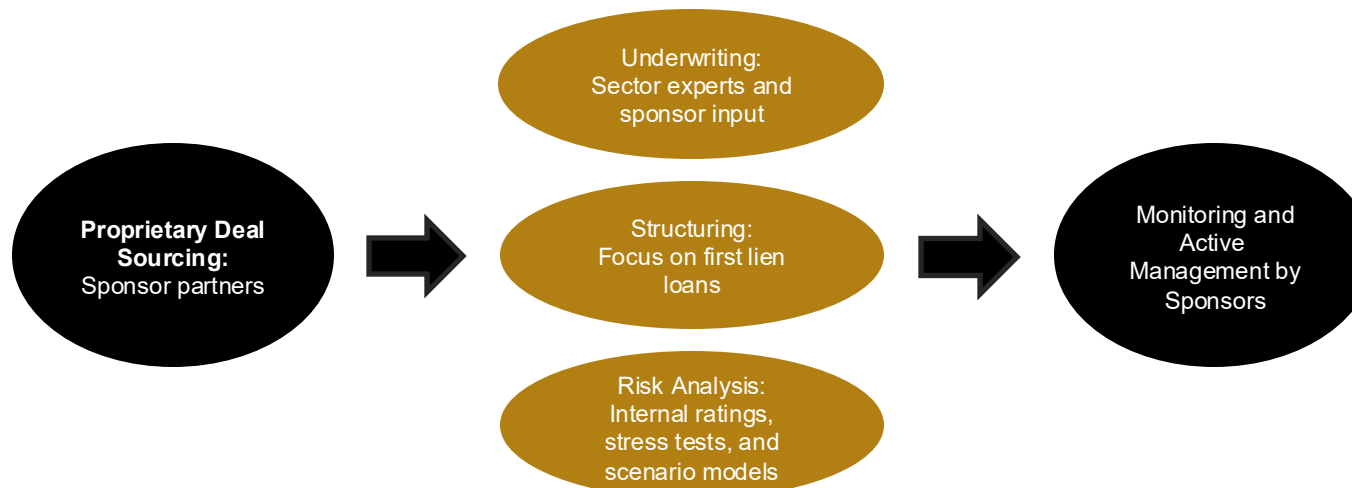 Proprietary Deal
Sourcing:
Sponsor partners
Underwriting:
Sector experts and
sponsor input
Structuring:
Focus on first lien
loans
Risk Analysis:
Internal ratings,
stress tests, and
scenario models
Monitoring and
Active
Management by
Sponsors